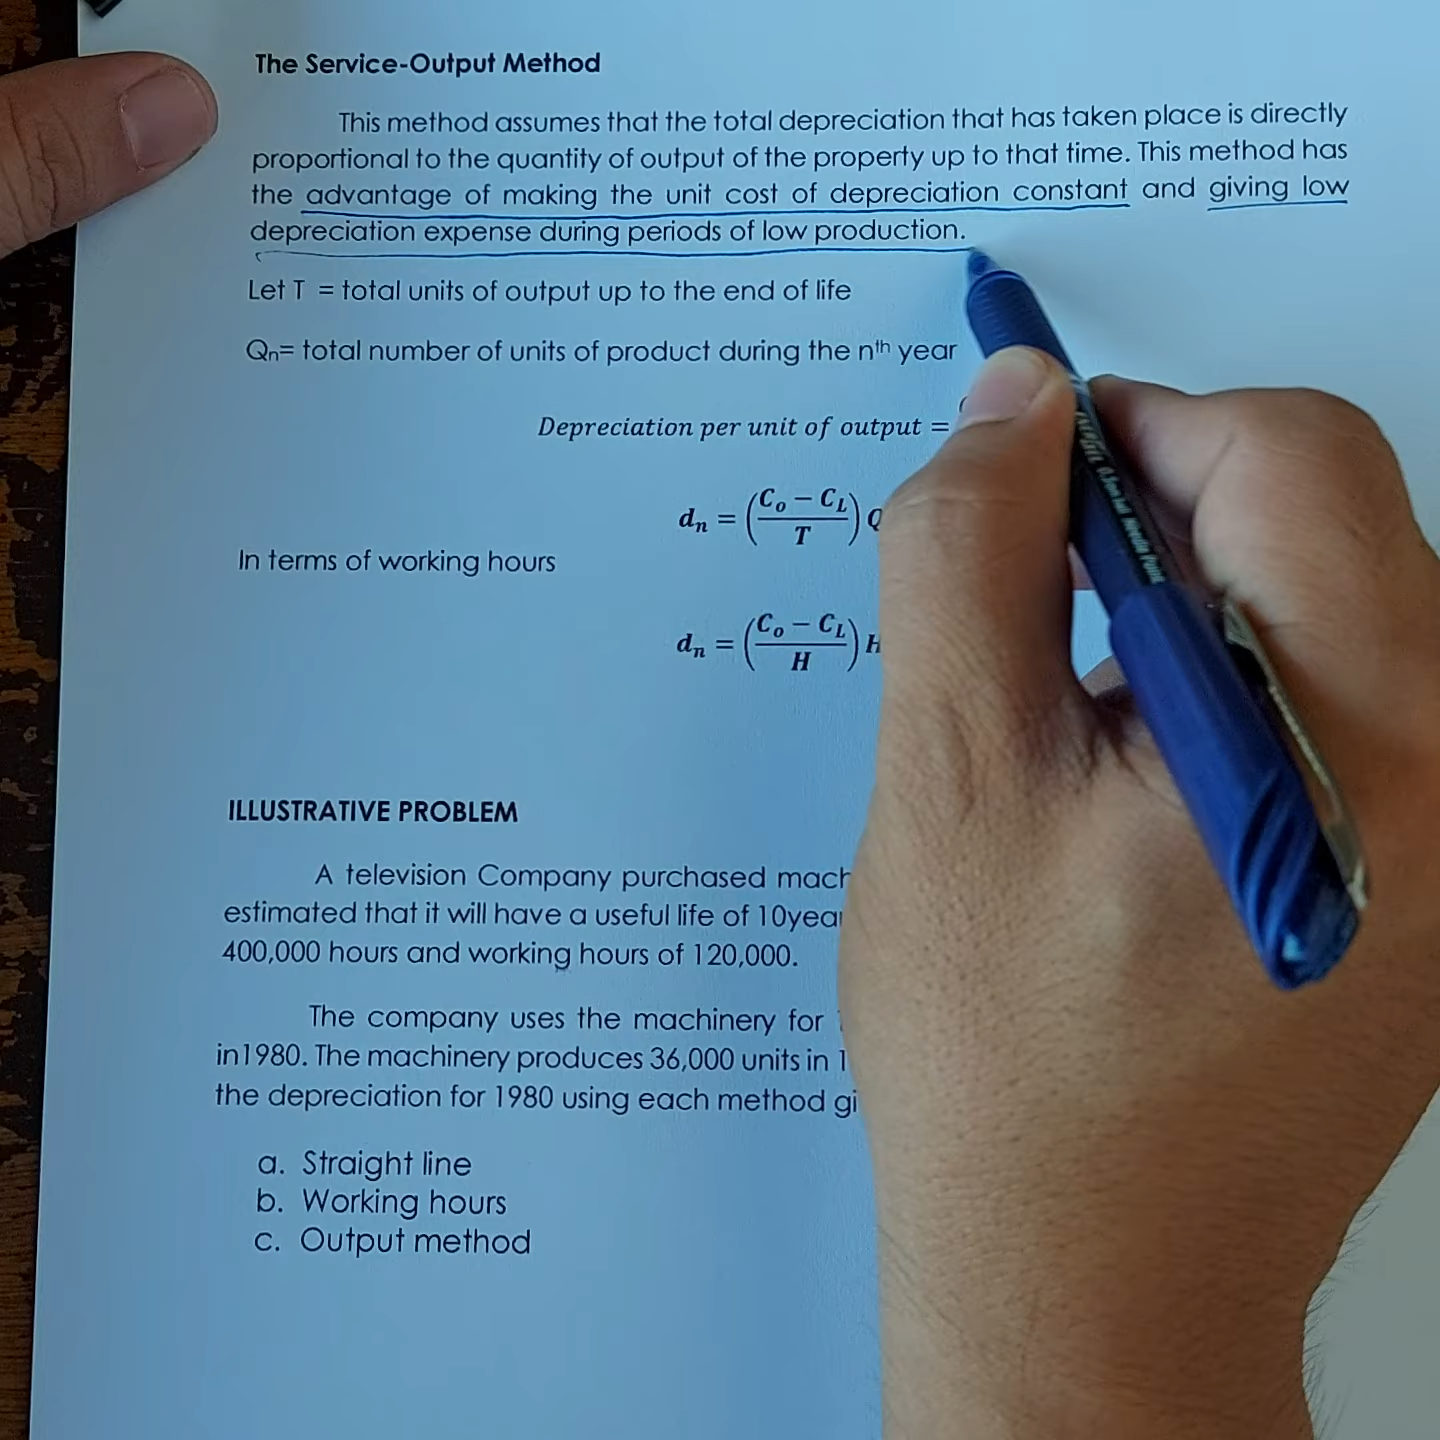 The Service-Output Method
This method assumes that the total depreciation that has taken place is directly
proportional to the quantity of output of the property up to that time. This method has
the advantage of making the unit cost of depreciation constant and giving low
depreciation expense during periods of low production.
Let T = total units of output up to the end of life
Qn= total number of units of product during the nth year
Depreciation per unit of output =
dn = (Co − CL / T) Q
In terms of working hours
dn = (Co − CL / H) H
ILLUSTRATIVE PROBLEM
A television Company purchased
estimated that it will have a useful life of
400,000 hours and working hours of 120,000.
The company uses the machinery for
in1980. The machinery produces 36,000 units in
the depreciation for 1980 using each method
a. Straight line
b. Working hours
c. Output method
0.5mm Needle Point